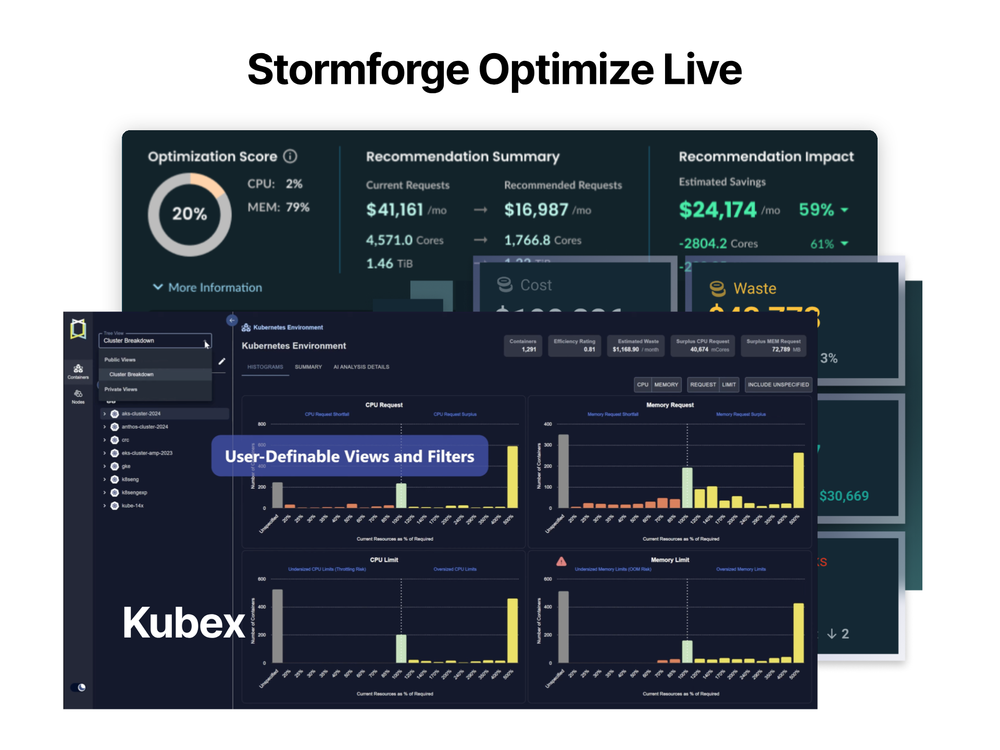 Stormforge Optimize Live
Optimization Score
20%
CPU: 2%
MEM: 79%
More Information
Recommendation Summary
Current Requests
Recommended Requests
$41,161 /mo → $16,987 /mo
4,571.0 Cores → 1,766.8 Cores
1.46 TiB
Recommendation Impact
Estimated Savings
$24,174 /mo 59%
-2804.2 Cores 61%
Cost
Waste
3%
$30,669
↓ 2
Tree View
Cluster Breakdown
Public Views
Cluster Breakdown
Private Views
Containers
Nodes
aks-cluster-2024
anthos-cluster-2024
crc
eks-cluster-amp-2023
gke
k8seng
k8sengexp
kube-14x
Kubex
Kubernetes Environment
Kubernetes Environment
Containers
1,291
Efficiency Rating
0.81
Estimated Waste
$1,168.90 / month
Surplus CPU Request
40,674 mCores
Surplus MEM Request
72,789 MB
HISTOGRAMS SUMMARY AI ANALYSIS DETAILS
CPU MEMORY REQUEST LIMIT INCLUDE UNSPECIFIED
User-Definable Views and Filters
CPU Request
CPU Request Shortfall CPU Request Surplus
800
600
400
200
0
Number of Containers
Unspecified 20% 25% 30% 35% 40% 50% 60% 70% 85% 100% 120% 140% 170% 200% 240% 290% 350% 400% 500%
Current Resources as % of Required
Memory Request
Memory Request Shortfall Memory Request Surplus
400
300
200
100
0
Number of Containers
Unspecified 20% 25% 30% 35% 40% 50% 60% 70% 85% 100% 120% 140% 170% 200% 240% 290% 350% 400% 500%
Current Resources as % of Required
CPU Limit
Undersized CPU Limits (Throttling Risk) Oversized CPU Limits
600
400
200
0
Number of Containers
Unspecified 20% 25% 30% 35% 40% 50% 60% 70% 85% 100% 120% 140% 170% 200% 240% 290% 350% 400% 500%
Current Resources as % of Required
Memory Limit
Undersized Memory Limits (OOM Risk) Oversized Memory Limits
600
400
200
0
Number of Containers
Unspecified 20% 25% 30% 35% 40% 50% 60% 70% 85% 100% 120% 140% 170% 200% 240% 290% 350% 400% 500%
Current Resources as % of Required